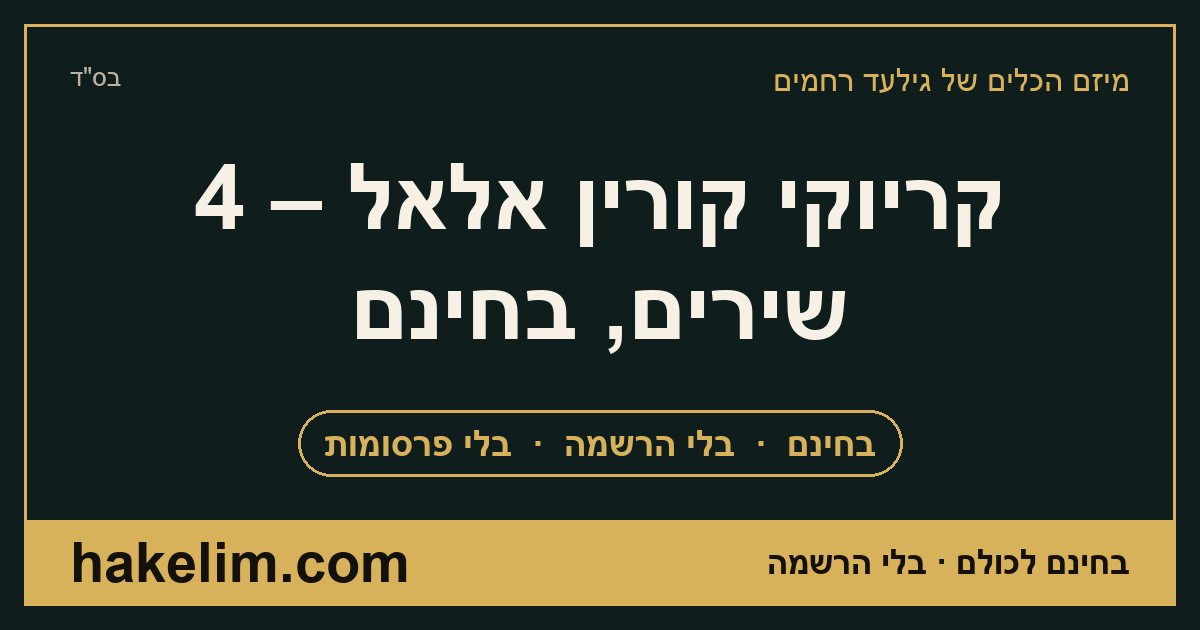 מיזם הכלים של גילעד רחמים
בס"ד
קריוקי קורין אלאל – 4
שירים, בחינם
בחינם · בלי הרשמה · בלי פרסומות
בחינם לכולם · בלי הרשמה
hakelim.com